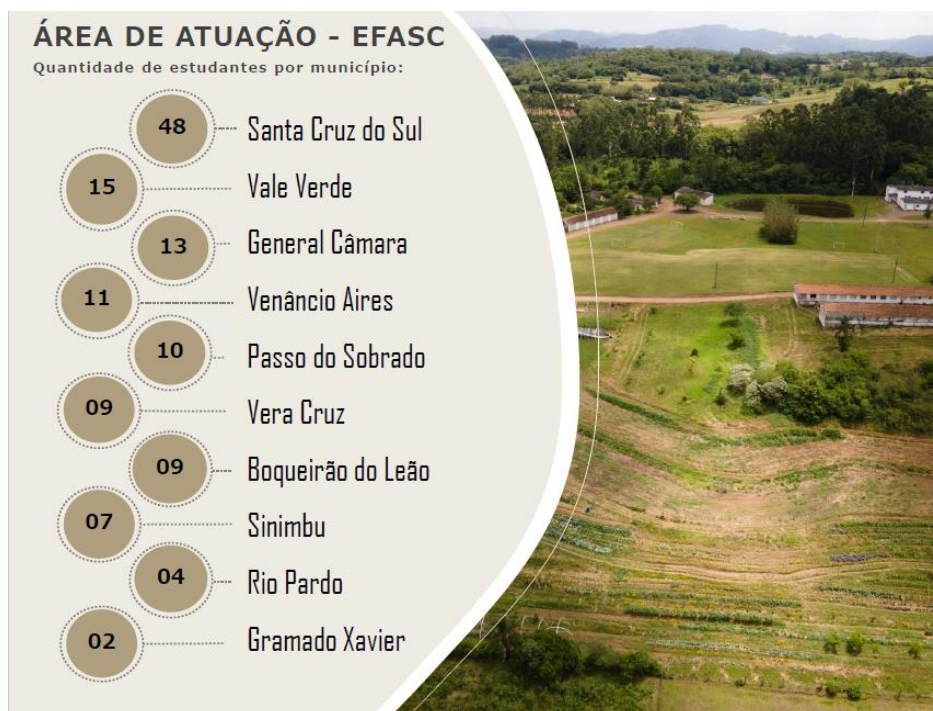 ÁREA DE ATUAÇÃO - EFASC
Quantidade de estudantes por município:
48 Santa Cruz do Sul
15 Vale Verde
13 General Câmara
11 Venâncio Aires
10 Passo do Sobrado
09 Vera Cruz
09 Boqueirão do Leão
07 Sinimbu
04 Rio Pardo
02 Gramado Xavier